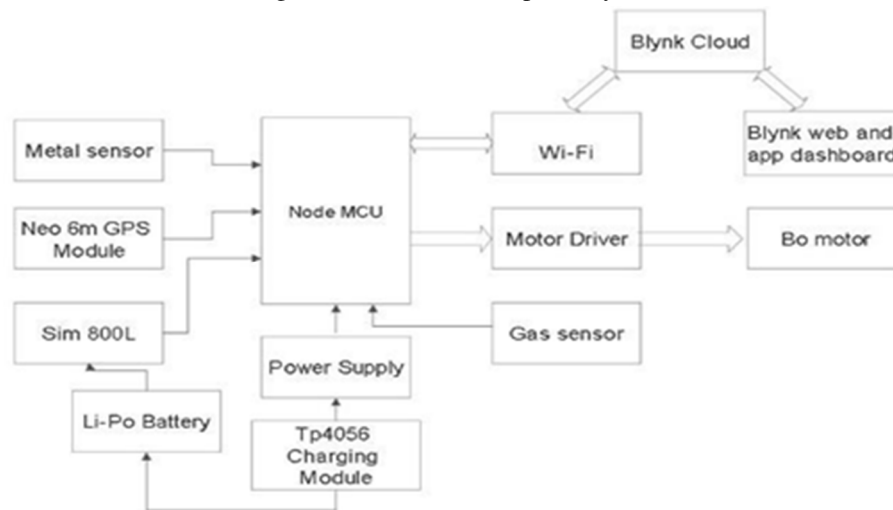 Blynk Cloud
Metal sensor
Wi-Fi
Blynk web and
app dashboard
Node MCU
Neo 6m GPS
Module
Motor Driver
Bo motor
Sim 800L
Gas sensor
Power Supply
Li-Po Battery
Tp4056
Charging
Module